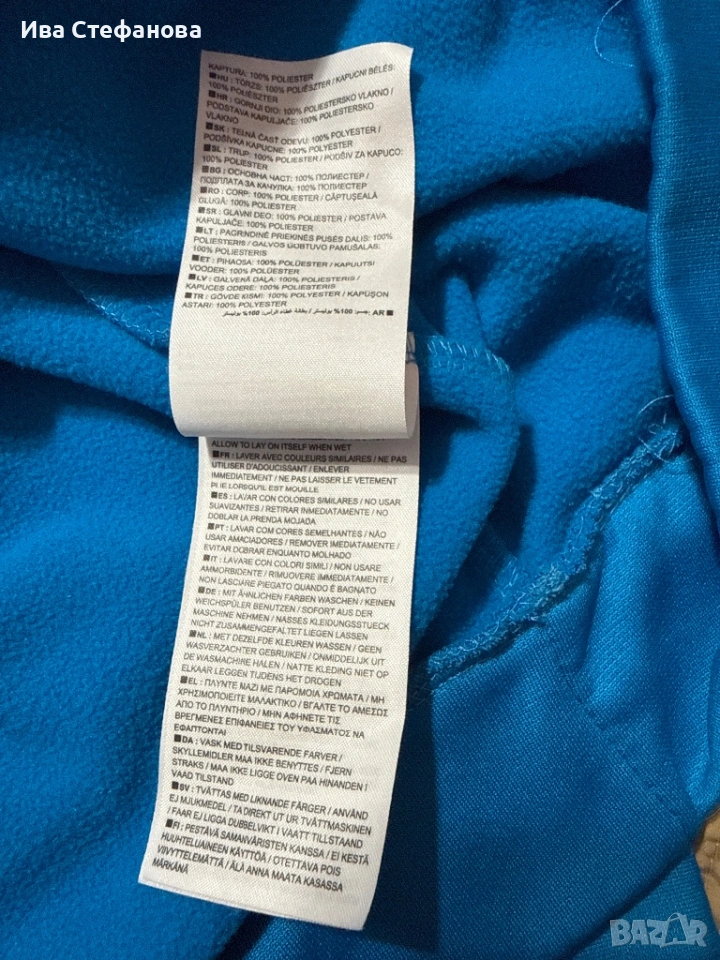 Ива Стефанова
KAPTURA: 100% POLIESTER
HU : TÖRZS: 100% POLIÉSZTER / KAPUCNI BÉLÉS:
100% POLIÉSZTER
HR : GORNJI DIO: 100% POLIESTERSKO VLAKNO /
PODSTAVA KAPULJAČE: 100% POLIESTERSKO
VLAKNO
SK : TELNÁ ČASŤ ODEVU: 100% POLYESTER /
PODŠÍVKA KAPUCNE: 100% POLYESTER
SL : TRUP: 100% POLIESTER / PODŠIV ZA KAPUCO:
100% POLIESTER
BG : ОСНОВНА ЧАСТ: 100% ПОЛИЕСТЕР /
ПОДПЛАТА ЗА КАЧУЛКА: 100% ПОЛИЕСТЕР
RO : CORP: 100% POLIESTER / CĂPTUȘEALĂ
GLUGĂ: 100% POLIESTER
SR : GLAVNI DEO: 100% POLIESTER / POSTAVA
KAPULJAČE: 100% POLIESTER
LT : PAGRINDINĖ PRIEKINĖS PUSĖS DALIS: 100%
POLIESTERIS / GALVOS GOBTUVO PAMUŠALAS:
100% POLIESTERIS
ET : PIHAOSA: 100% POLÜESTER / KAPUUTSI
VOODER: 100% POLÜESTER
LV : GALVENĀ DAĻA: 100% POLIESTERIS /
KAPUCES ODERE: 100% POLIESTERIS
TR : GÖVDE KISMI: 100% POLYESTER / KAPÜŞON
ASTARI: 100% POLYESTER
AR : جسم: 100% بوليستر / بطانة غطاء الرأس: 100% بوليستر
ALLOW TO LAY ON ITSELF WHEN WET
FR : LAVER AVEC COULEURS SIMILAIRES / NE PAS
UTILISER D'ADOUCISSANT / ENLEVER
IMMEDIATEMENT / NE PAS LAISSER LE VETEMENT
PLIE LORSQU'IL EST MOUILLE
ES : LAVAR CON COLORES SIMILARES / NO USAR
SUAVIZANTES / RETIRAR INMEDIATAMENTE / NO
DOBLAR LA PRENDA MOJADA
PT : LAVAR COM CORES SEMELHANTES / NÃO
USAR AMACIADORES / REMOVER IMEDIATAMENTE /
EVITAR DOBRAR ENQUANTO MOLHADO
IT : LAVARE CON COLORI SIMILI / NON USARE
AMMORBIDENTE / RIMUOVERE IMMEDIATAMENTE /
NON LASCIARE PIEGATO QUANDO È BAGNATO
DE : MIT ÄHNLICHEN FARBEN WASCHEN / KEINEN
WEICHSPÜLER BENUTZEN / SOFORT AUS DER
MASCHINE NEHMEN / NASSES KLEIDUNGSSTUECK
NICHT ZUSAMMENGEFALTET LIEGEN LASSEN
NL : MET DEZELFDE KLEUREN WASSEN / GEEN
WASVERZACHTER GEBRUIKEN / ONMIDDELIJK UIT
DE WASMACHINE HALEN / NATTE KLEDING NIET OP
ELKAAR LEGGEN TIJDENS HET DROGEN
EL : ΠΛΥΝΤΕ ΜΑΖΙ ΜΕ ΠΑΡΟΜΟΙΑ ΧΡΩΜΑΤΑ / ΜΗ
ΧΡΗΣΙΜΟΠΟΙΕΙΤΕ ΜΑΛΑΚΤΙΚΟ / ΒΓΑΛΤΕ ΤΟ ΑΜΕΣΩΣ
ΑΠΟ ΤΟ ΠΛΥΝΤΗΡΙΟ / ΜΗΝ ΑΦΗΝΕΤΕ ΤΙΣ
ΒΡΕΓΜΕΝΕΣ ΕΠΙΦΑΝΕΙΕΣ ΤΟΥ ΥΦΑΣΜΑΤΟΣ ΝΑ
ΕΦΑΠΤΟΝΤΑΙ
DA : VASK MED TILSVARENDE FARVER /
SKYLLEMIDLER MAA IKKE BENYTTES / FJERN
STRAKS / MAA IKKE LIGGE OVEN PAA HINANDEN I
VAAD TILSTAND
SV : TVÄTTAS MED LIKNANDE FÄRGER / ANVÄND
EJ MJUKMEDEL / TA DIREKT UT UR TVÄTTMASKINEN
/ FAAR EJ LIGGA DUBBELVIKT I VAATT TILLSTAAND
FI : PESTÄVÄ SAMANVÄRISTEN KANSSA / EI KESTÄ
HUUHTELUAINEEN KÄYTTÖÄ / OTETTAVA POIS
VIIVYTTELEMÄTTÄ / ÄLÄ ANNA MAATA KASASSA
MÄRKÄNÄ
BAZAR